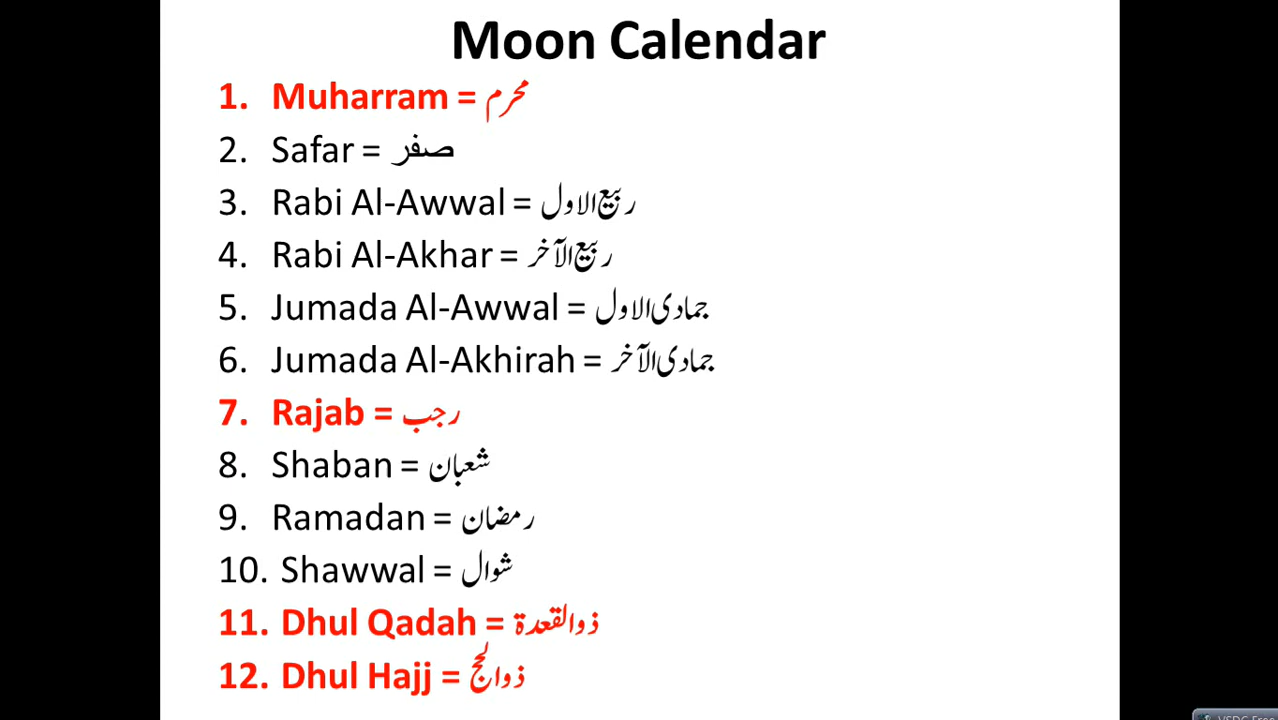 Moon Calendar
1. Muharram = محرم
2. Safar = صفر
3. Rabi Al-Awwal = ربیع الاول
4. Rabi Al-Akhar = ربیع الآخر
5. Jumada Al-Awwal = جمادی الاول
6. Jumada Al-Akhirah = جمادی الآخر
7. Rajab = رجب
8. Shaban = شعبان
9. Ramadan = رمضان
10. Shawwal = شوال
11. Dhul Qadah = ذوالقعدة
12. Dhul Hajj = ذوالحج